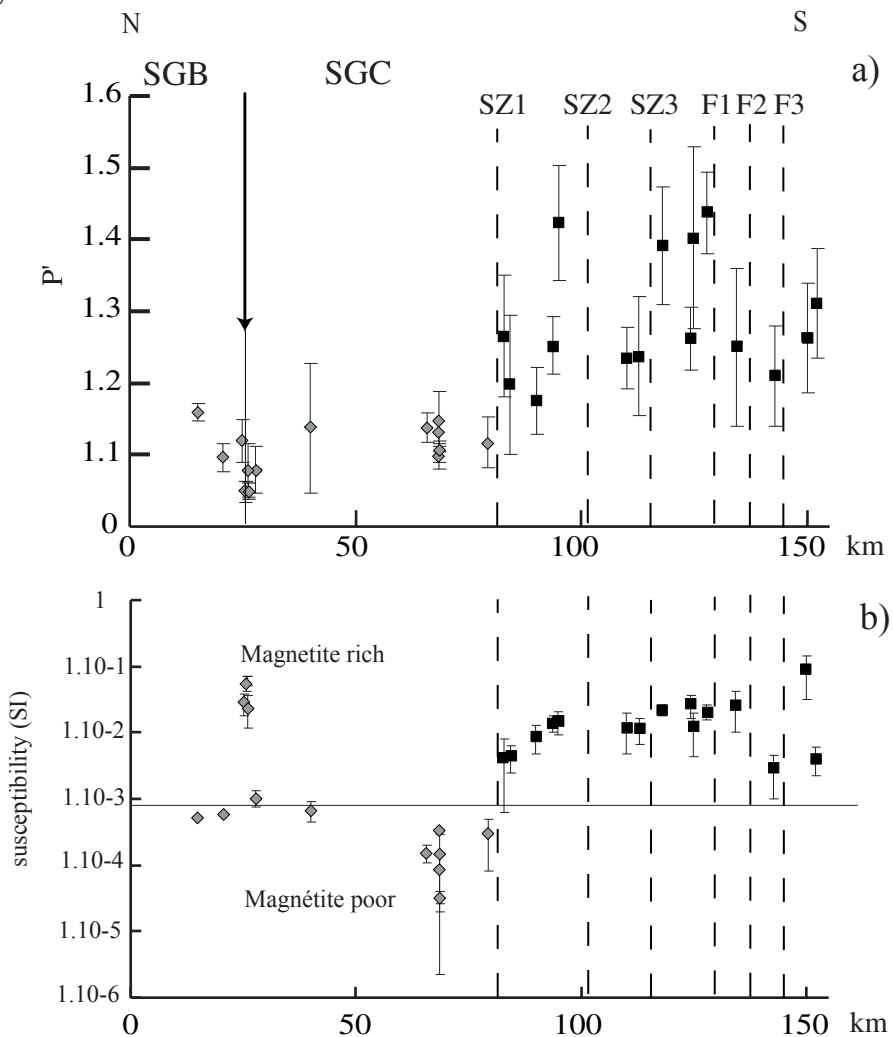 )
N S
SGB SGC a)
SZ1 SZ2 SZ3 F1 F2 F3
1.6
1.5
1.4
1.3
1.2
1.1
0
P'
0 50 100 150 km
b)
1
1.10-1
1.10-2
1.10-3
1.10-4
1.10-5
1.10-6
susceptibility (SI)
Magnetite rich
Magnétite poor
0 50 100 150 km